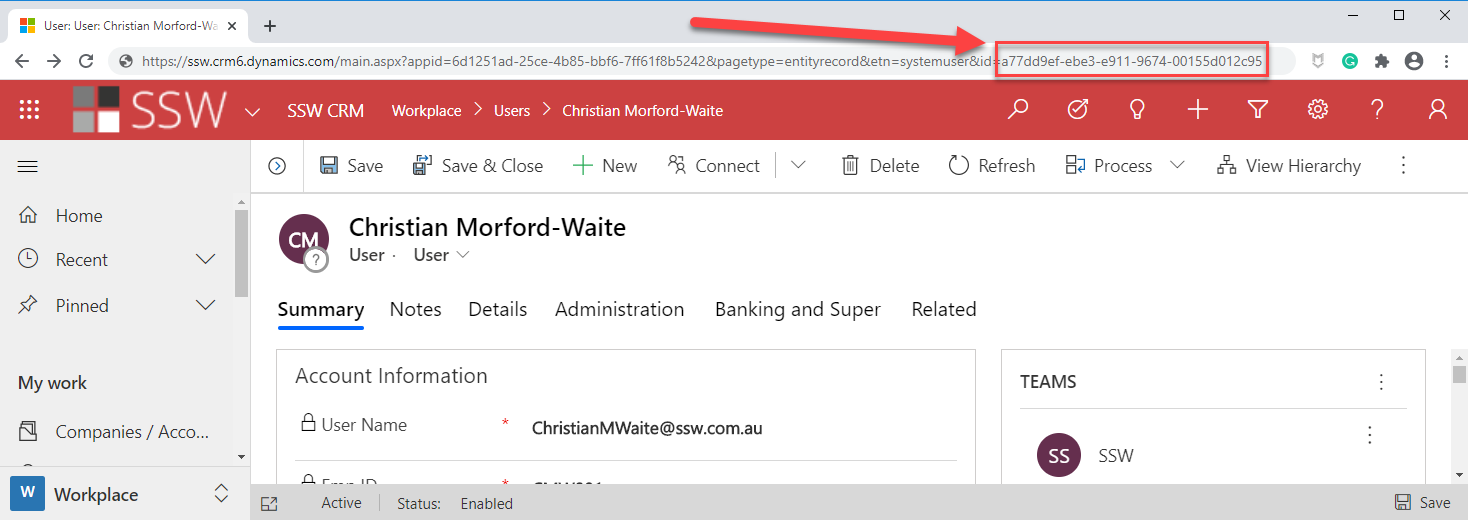 User: User: Christian Morford-Wa
https://ssw.crm6.dynamics.com/main.aspx?appid=6d1251ad-25ce-4b85-bbf6-7ff61f8b5242&pagetype=entityrecord&etn=systemuser&id=a77dd9ef-ebe3-e911-9674-00155d012c95
SSW SSW CRM Workplace > Users > Christian Morford-Waite ?
Save Save & Close New Connect Delete Refresh Process View Hierarchy
Home
Recent
Pinned
My work
Companies / Acco...
W Workplace
CM ?
Christian Morford-Waite
User · User
Summary Notes Details Administration Banking and Super Related
Account Information
User Name * ChristianMWaite@ssw.com.au
TEAMS
SS SSW
Active Status: Enabled Save